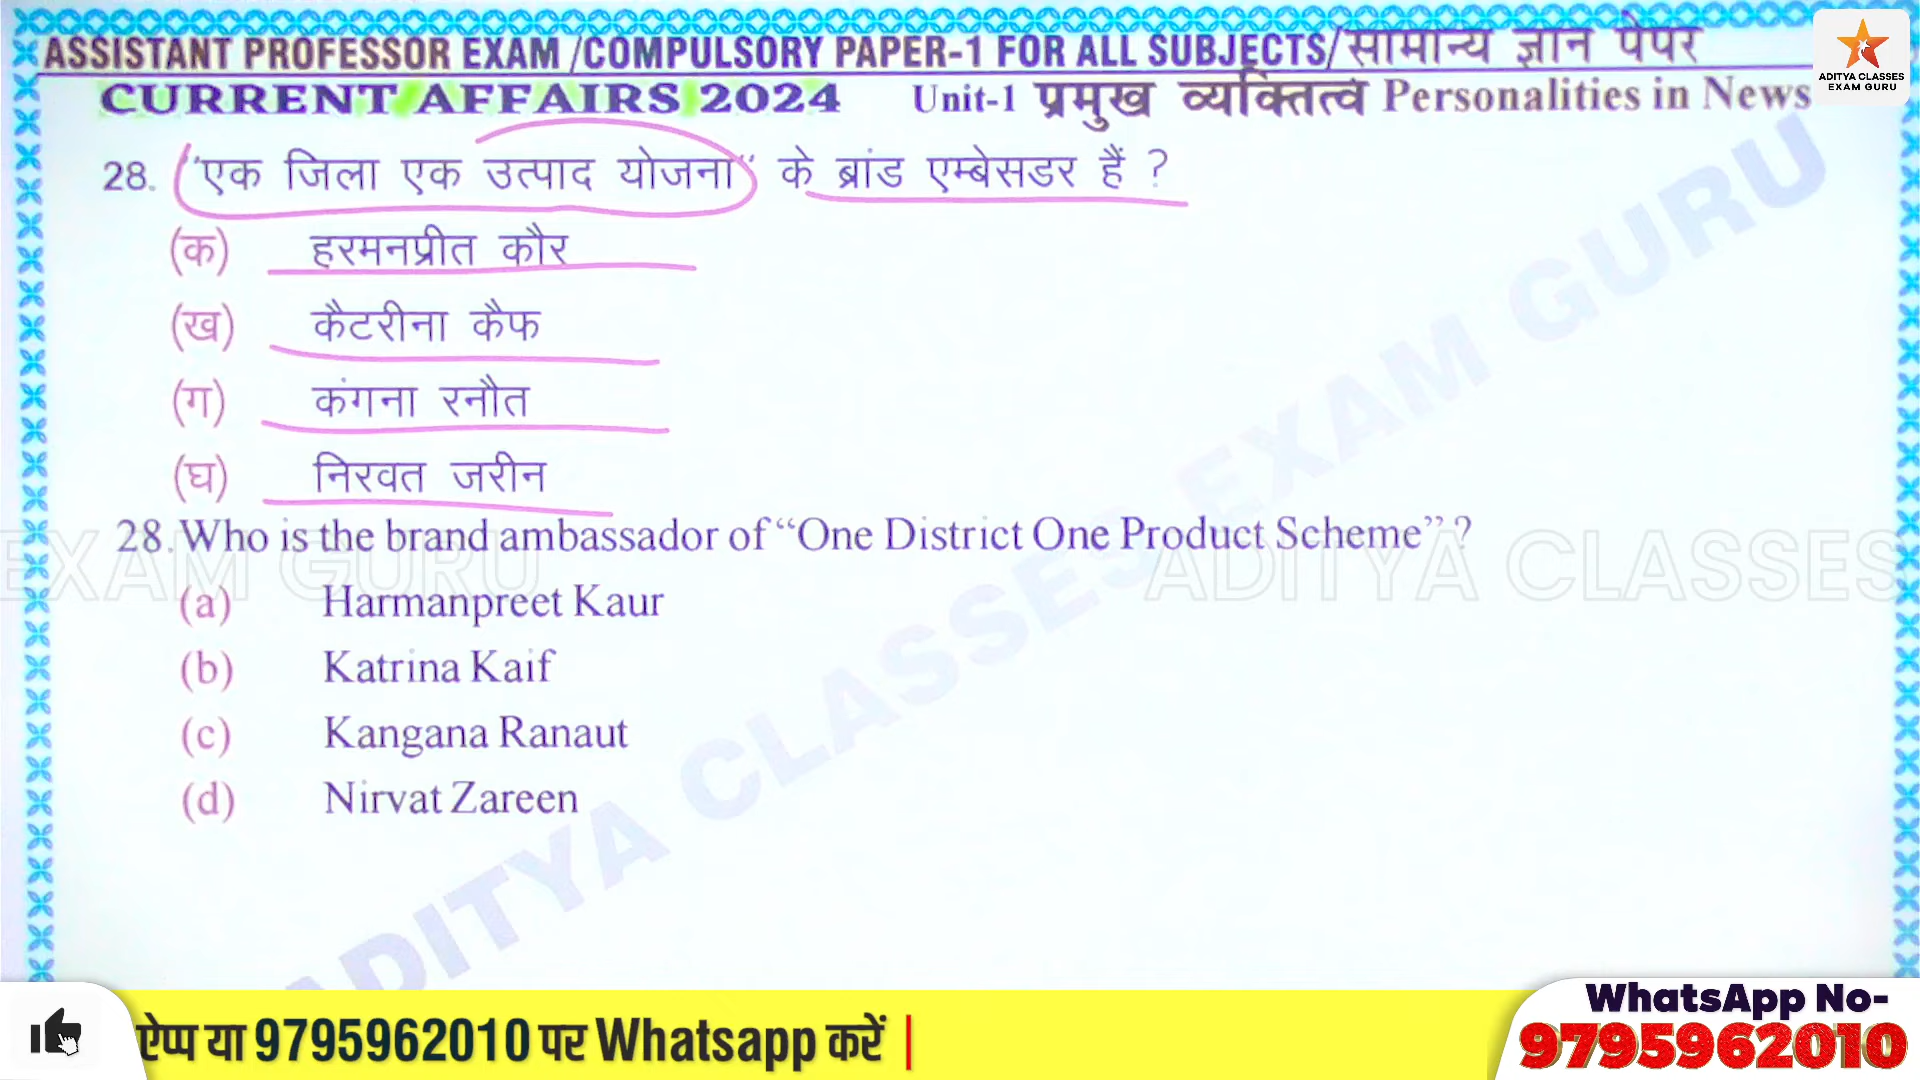 ASSISTANT PROFESSOR EXAM /COMPULSORY PAPER-1 FOR ALL SUBJECTS/सामान्य ज्ञान पेपर
ADITYA CLASSES
EXAM GURU
CURRENT AFFAIRS 2024 Unit-1 प्रमुख व्यक्तित्व Personalities in News
28. "एक जिला एक उत्पाद योजना" के ब्रांड एम्बेसडर हैं ?
(क) हरमनप्रीत कौर
(ख) कैटरीना कैफ
(ग) कंगना रनौत
(घ) निरवत जरीन
28. Who is the brand ambassador of “One District One Product Scheme” ?
(a) Harmanpreet Kaur
(b) Katrina Kaif
(c) Kangana Ranaut
(d) Nirvat Zareen
EXAM GURU
ADITYA CLASSES
ADITYA CLASSES EXAM GURU
ऐप्प या 9795962010 पर Whatsapp करें |
WhatsApp No-
9795962010